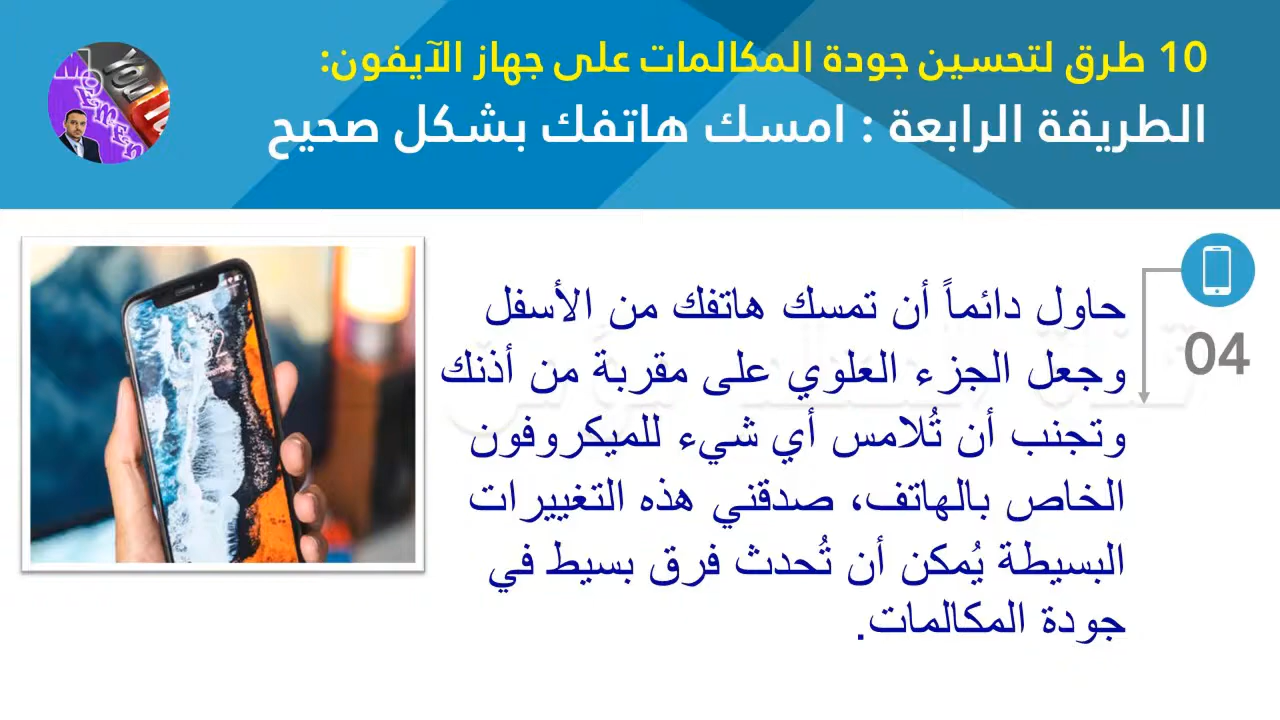 10 طرق لتحسين جودة المكالمات على جهاز الآيفون:
الطريقة الرابعة : امسك هاتفك بشكل صحيح
04
حاول دائماً أن تمسك هاتفك من الأسفل
وجعل الجزء العلوي على مقربة من أذنك
وتجنب أن تُلامس أي شيء للميكروفون
الخاص بالهاتف، صدقني هذه التغييرات
البسيطة يُمكن أن تُحدث فرق بسيط في
جودة المكالمات.